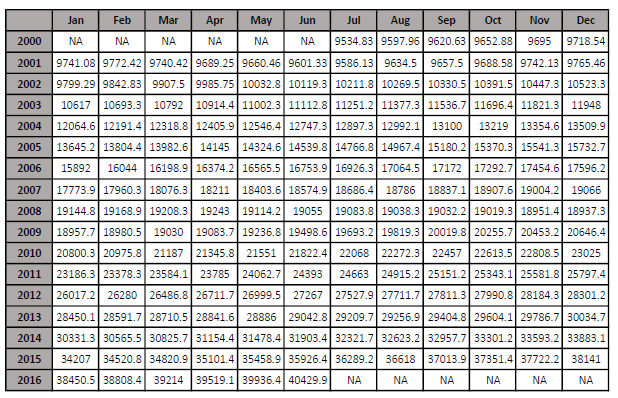 Jan Feb Mar Apr May Jun Jul Aug Sep Oct Nov Dec
2000 NA NA NA NA NA NA 9534.83 9597.96 9620.63 9652.88 9695 9718.54
2001 9741.08 9772.42 9740.42 9689.25 9660.46 9601.33 9586.13 9634.5 9657.5 9688.58 9742.13 9765.46
2002 9799.29 9842.83 9907.5 9985.75 10032.8 10119.3 10211.8 10269.5 10330.5 10391.5 10447.3 10523.3
2003 10617 10693.3 10792 10914.4 11002.3 11112.8 11251.2 11377.3 11536.7 11696.4 11821.3 11948
2004 12064.6 12191.4 12318.8 12405.9 12546.4 12747.3 12897.3 12992.1 13100 13219 13354.6 13509.9
2005 13645.2 13804.4 13982.6 14145 14324.6 14539.8 14766.8 14967.4 15180.2 15370.3 15541.3 15732.7
2006 15892 16044 16198.9 16374.2 16565.5 16753.9 16926.3 17064.5 17172 17292.7 17454.6 17596.2
2007 17773.9 17960.3 18076.3 18211 18403.6 18574.9 18686.4 18786 18837.1 18907.6 19004.2 19066
2008 19144.8 19168.9 19208.3 19243 19114.2 19055 19083.8 19038.3 19032.2 19019.3 18951.4 18937.3
2009 18957.7 18980.5 19030 19083.7 19236.8 19498.6 19693.2 19819.3 20019.8 20255.7 20453.2 20646.4
2010 20800.3 20975.8 21187 21345.8 21551 21822.4 22068 22272.3 22457 22613.5 22808.5 23025
2011 23186.3 23378.3 23584.1 23785 24062.7 24393 24663 24915.2 25151.2 25343.1 25581.8 25797.4
2012 26017.2 26280 26486.8 26711.7 26999.5 27267 27527.9 27711.7 27811.3 27990.8 28184.3 28301.2
2013 28450.1 28591.7 28710.5 28841.6 28886 29042.8 29209.7 29256.9 29404.8 29604.1 29786.7 30034.7
2014 30331.3 30565.5 30825.7 31154.4 31478.4 31903.4 32321.7 32623.2 32957.7 33301.2 33593.2 33883.1
2015 34207 34520.8 34820.9 35101.4 35458.9 35926.4 36289.2 36618 37013.9 37351.4 37722.2 38141
2016 38450.5 38808.4 39214 39519.1 39936.4 40429.9 NA NA NA NA NA NA